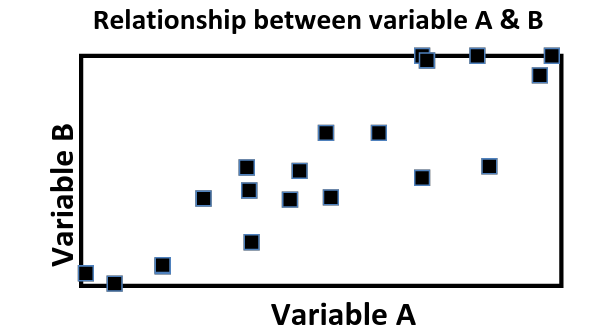 Relationship between variable A & B
Variable B
Variable A